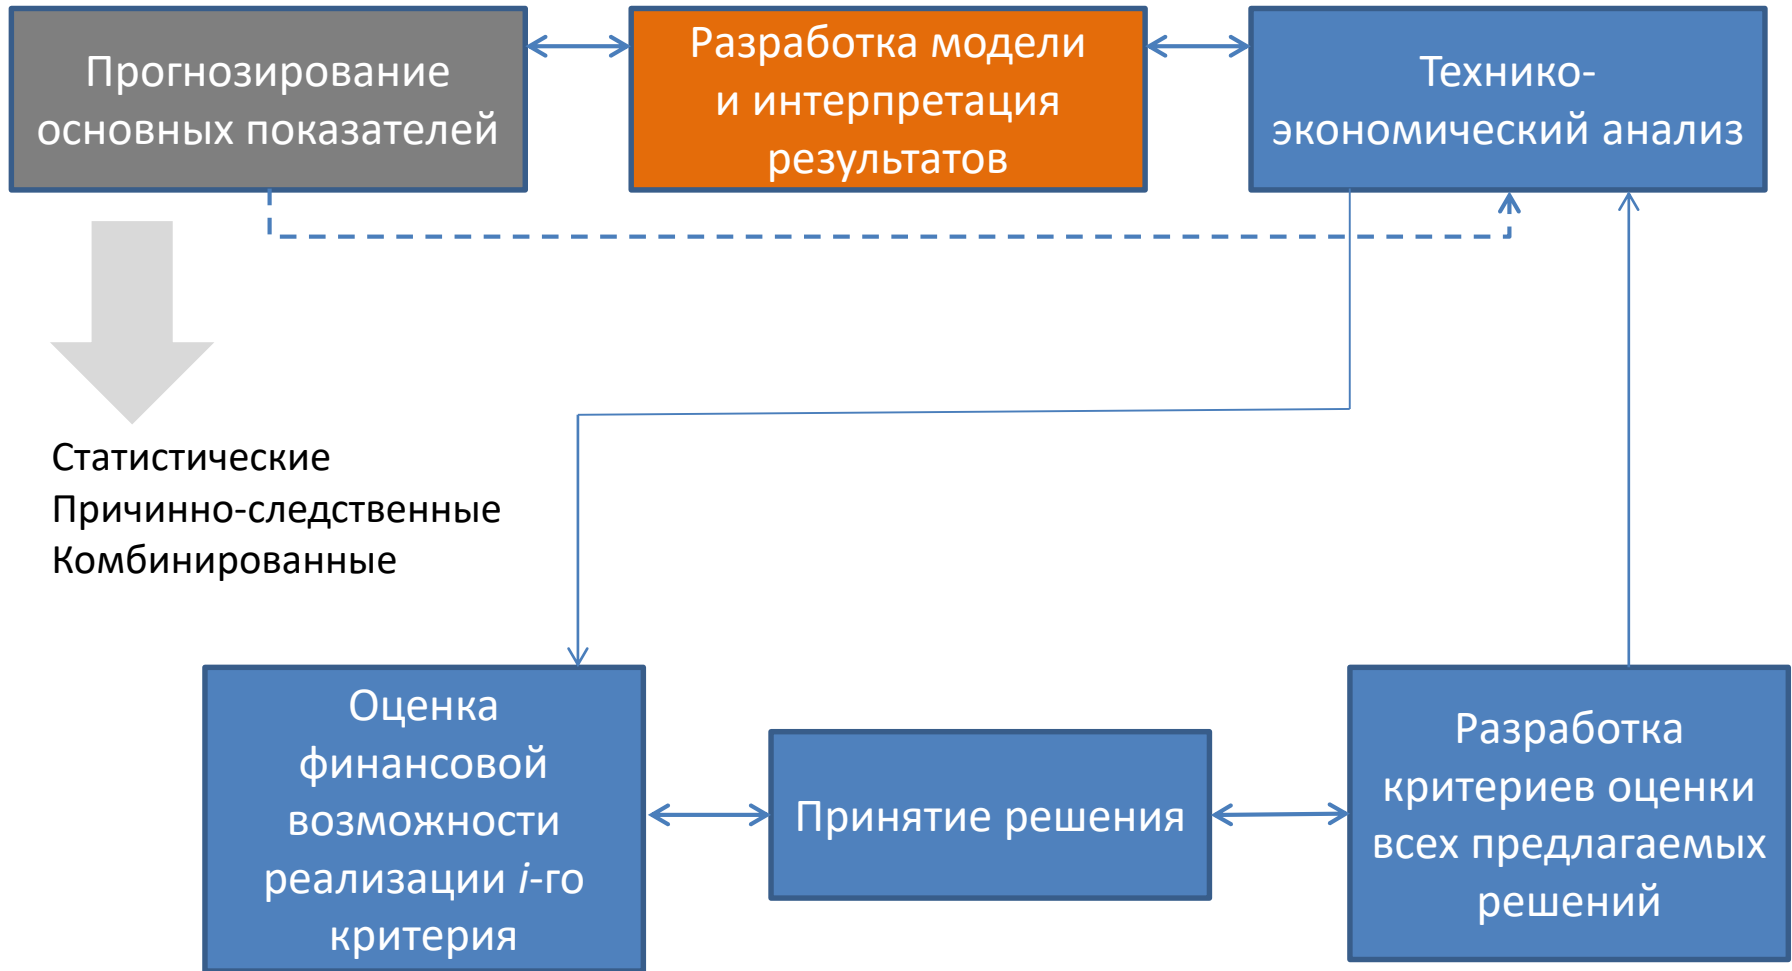 Прогнозирование
основных показателей
Разработка модели
и интерпретация
результатов
Технико-
экономический анализ
Статистические
Причинно-следственные
Комбинированные
Оценка
финансовой
возможности
реализации i-го
критерия
Принятие решения
Разработка
критериев оценки
всех предлагаемых
решений